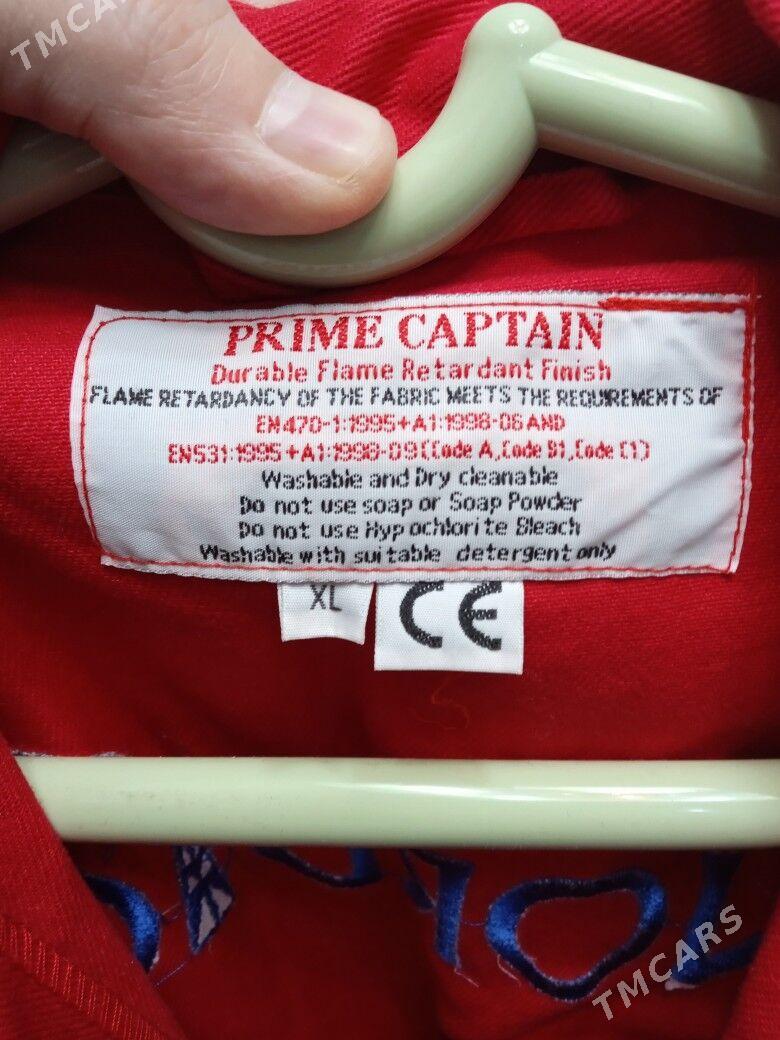 TMCARS
PRIME CAPTAIN
Durable Flame Retardant Finish
FLAME RETARDANCY OF THE FABRIC MEETS THE REQUIREMENTS OF
EN470-1:1995+A1:1998-06AND
EN531:1995+A1:1998-09(Code A,Code B1,Code C1)
Washable and Dry cleanable
Do not use soap or Soap Powder
Do not use Hypochlorite Bleach
Washable with suitable detergent only
XL
CE
TMCARS